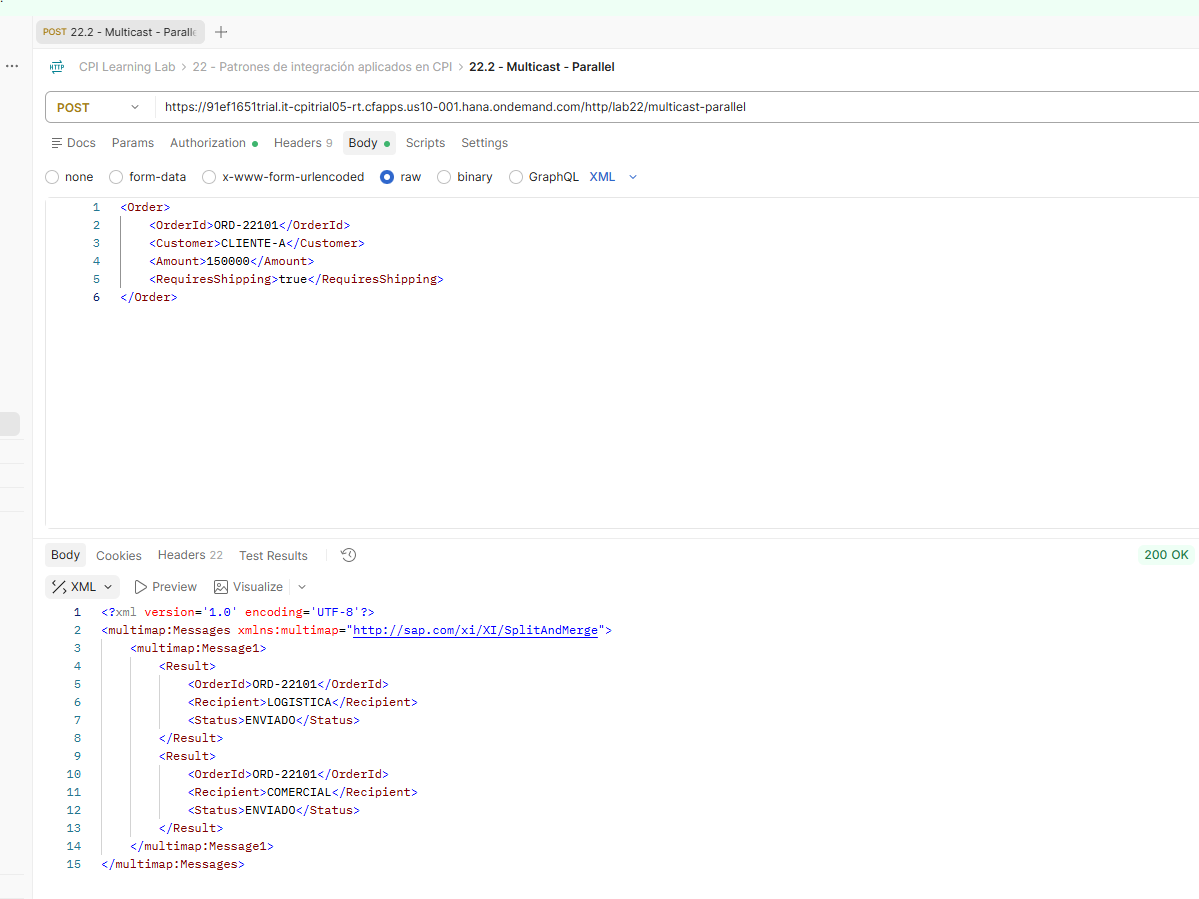 POST 22.2 - Multicast - Parall
CPI Learning Lab > 22 - Patrones de integración aplicados en CPI > 22.2 - Multicast - Parallel
HTTP
POST https://91ef1651trial.it-cpitrial05-rt.cfapps.us10-001.hana.ondemand.com/http/lab22/multicast-parallel
Docs Params Authorization Headers 9 Body Scripts Settings
none form-data x-www-form-urlencoded raw binary GraphQL XML
1 <Order>
2 <OrderId>ORD-22101</OrderId>
3 <Customer>CLIENTE-A</Customer>
4 <Amount>150000</Amount>
5 <RequiresShipping>true</RequiresShipping>
6 </Order>
Body Cookies Headers 22 Test Results 200 OK
XML Preview Visualize
1 <?xml version='1.0' encoding='UTF-8'?>
2 <multimap:Messages xmlns:multimap="http://sap.com/xi/XI/SplitAndMerge">
3 <multimap:Message1>
4 <Result>
5 <OrderId>ORD-22101</OrderId>
6 <Recipient>LOGISTICA</Recipient>
7 <Status>ENVIADO</Status>
8 </Result>
9 <Result>
10 <OrderId>ORD-22101</OrderId>
11 <Recipient>COMERCIAL</Recipient>
12 <Status>ENVIADO</Status>
13 </Result>
14 </multimap:Message1>
15 </multimap:Messages>